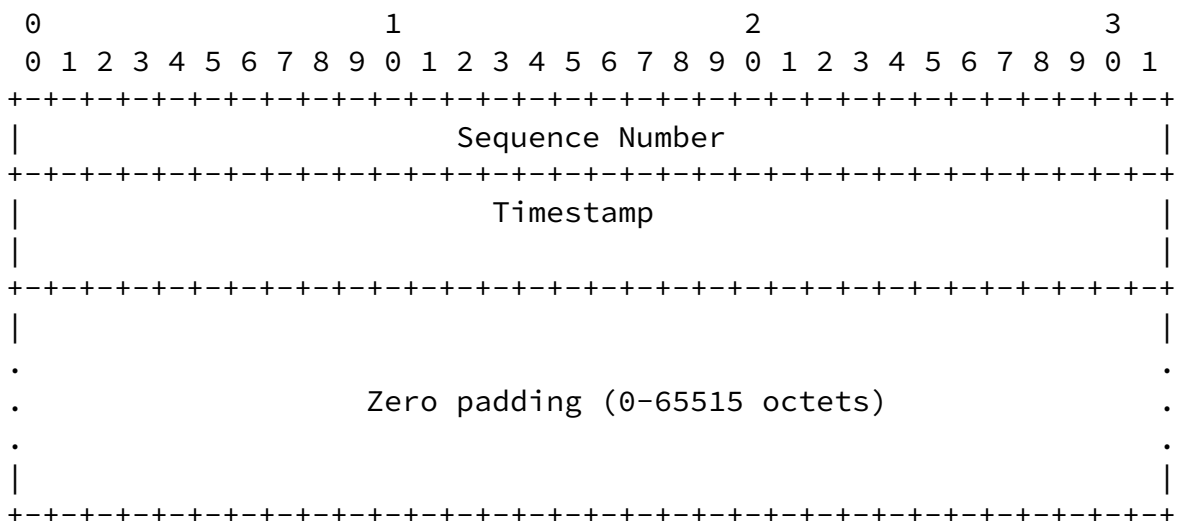 0                   1                   2                   3
0 1 2 3 4 5 6 7 8 9 0 1 2 3 4 5 6 7 8 9 0 1 2 3 4 5 6 7 8 9 0 1
+-+-+-+-+-+-+-+-+-+-+-+-+-+-+-+-+-+-+-+-+-+-+-+-+-+-+-+-+-+-+-+-+
|                        Sequence Number                        |
+-+-+-+-+-+-+-+-+-+-+-+-+-+-+-+-+-+-+-+-+-+-+-+-+-+-+-+-+-+-+-+-+
|                          Timestamp                            |
|                                                               |
+-+-+-+-+-+-+-+-+-+-+-+-+-+-+-+-+-+-+-+-+-+-+-+-+-+-+-+-+-+-+-+-+
|                                                               |
.                                                               .
.                   Zero padding (0-65515 octets)               .
.                                                               .
|                                                               |
+-+-+-+-+-+-+-+-+-+-+-+-+-+-+-+-+-+-+-+-+-+-+-+-+-+-+-+-+-+-+-+-+